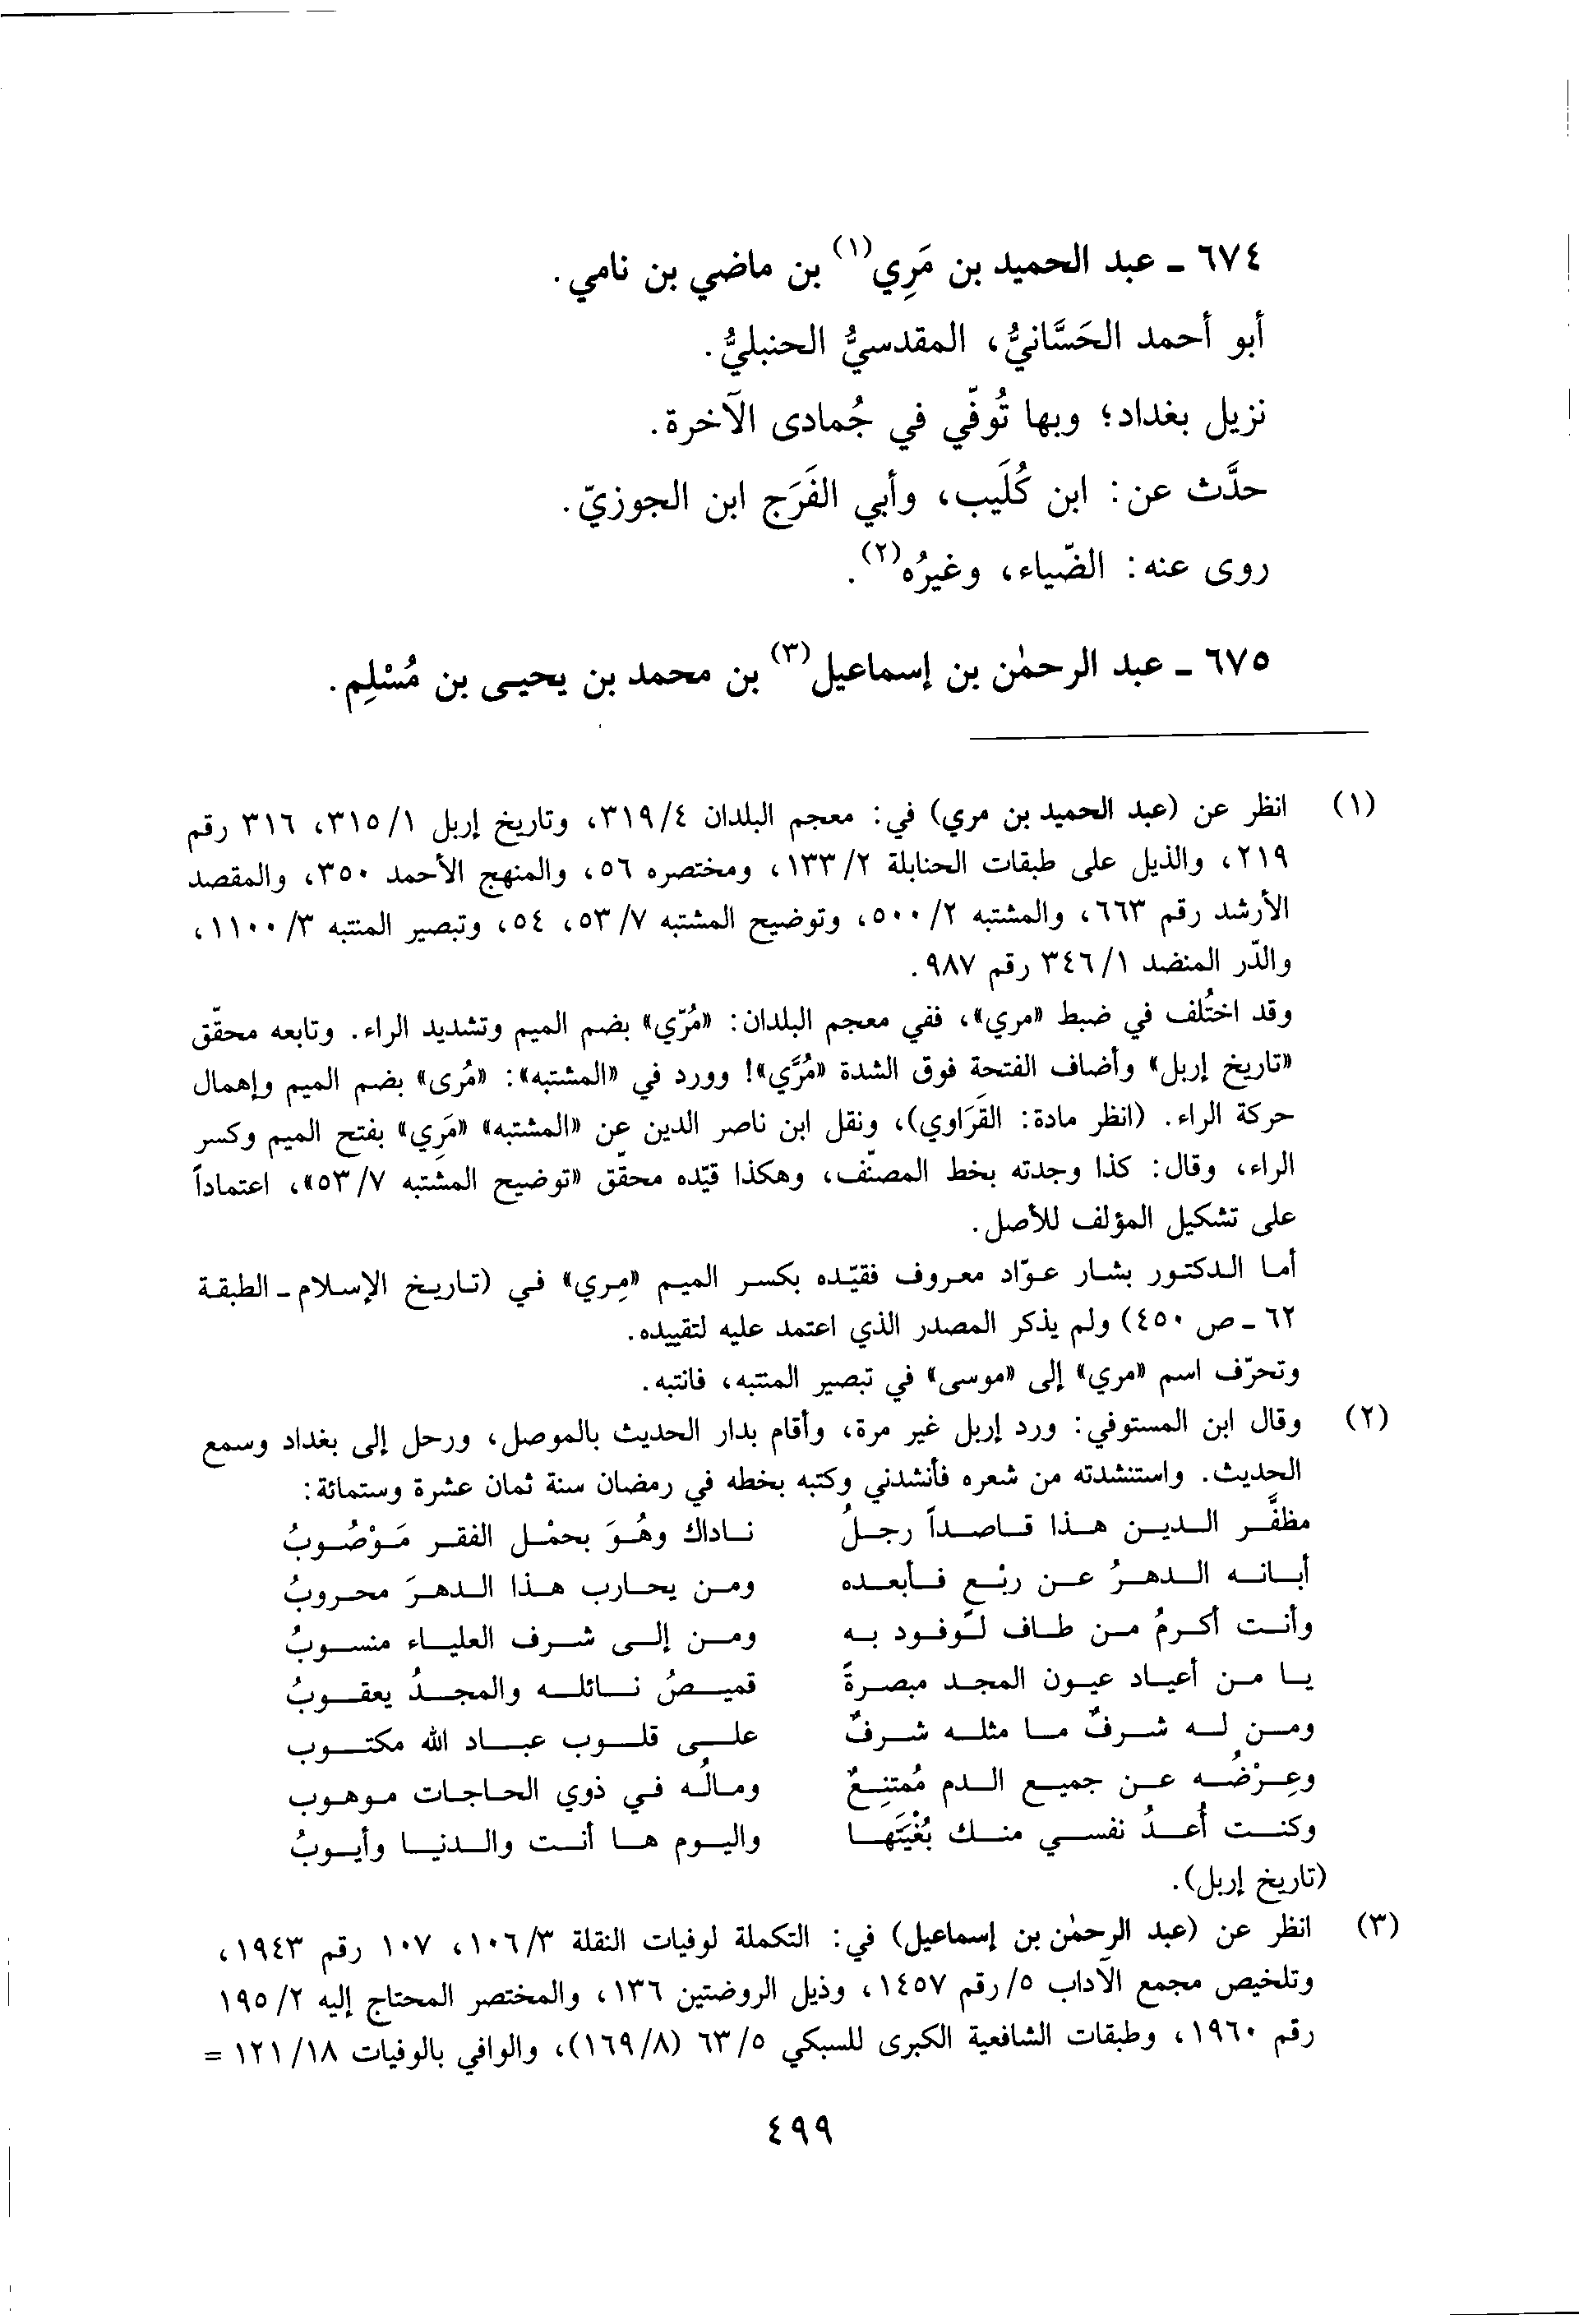 ٦٧٤ ـ عبد الحميد بن مَرِي(١) بن ماضي بن نامي.
أبو أحمد الحَسَّانيُّ، المقدسيُّ الحنبليُّ.
نزيل بغداد؛ وبها تُوفّي في جُمادى الآخرة.
حدَّث عن: ابن كُلَيب، وأبي الفَرَج ابن الجوزيّ.
روى عنه: الضّياء، وغيرُه(٢).
٦٧٥ ـ عبد الرحمٰن بن إسماعيل(٣) بن محمد بن يحيـى بن مُسْلِم.
(١) انظر عن (عبد الحميد بن مري) في: معجم البلدان ٤/٣١٩، وتاريخ إربل ١/٣١٥، ٣١٦ رقم
٢١٩، والذيل على طبقات الحنابلة ٢/١٣٣، ومختصره ٥٦، والمنهج الأحمد ٣٥٠، والمقصد
الأرشد رقم ٦٦٣، والمشتبه ٢/٥٠٠، وتوضيح المشتبه ٧/٥٣، ٥٤، وتبصير المنتبه ٣/١١٠٠،
والدّر المنضد ١/٣٤٦ رقم ٩٨٧.
وقد اختُلف في ضبط «مري»، ففي معجم البلدان: «مُرّي» بضم الميم وتشديد الراء. وتابعه محقّق
«تاريخ إربل» وأضاف الفتحة فوق الشدة «مُرَّي»! وورد في «المشتبه»: «مُرى» بضم الميم وإهمال
حركة الراء. (انظر مادة: القَرَاوي)، ونقل ابن ناصر الدين عن «المشتبه» «مَرِي» بفتح الميم وكسر
الراء، وقال: كذا وجدته بخط المصنّف، وهكذا قيّده محقّق «توضيح المشتبه ٧/٥٣»، اعتماداً
على تشكيل المؤلف للأصل.
أما الدكتور بشار عوّاد معروف فقيّده بكسر الميم «مِري» في (تاريخ الإسلام ـ الطبقة
٦٢ ـ ص ٤٥٠) ولم يذكر المصدر الذي اعتمد عليه لتقييده.
وتحرّف اسم «مري» إلى «موسى» في تبصير المنتبه، فانتبه.
(٢) وقال ابن المستوفي: ورد إربل غير مرة، وأقام بدار الحديث بالموصل، ورحل إلى بغداد وسمع
الحديث. واستنشدته من شعره فأنشدني وكتبه بخطه في رمضان سنة ثمان عشرة وستمائة:
مظفَّر الدين هذا قاصداً رجلُ ناداك وهُوَ بحمْل الفقر مَوْصُوبُ
أبانه الدهرُ عن ربْعٍ فأبعده ومن يحارب هذا الدهرَ محروبُ
وأنت أكرمُ من طاف لوفود به ومن إلى شرف العلياء منسوبُ
يا من أعياد عيون المجد مبصرةً قميصُ نائله والمجدُ يعقوبُ
ومن له شرفٌ ما مثله شرفٌ على قلوب عباد الله مكتوب
وعِرْضُه عن جميع الدم مُمتنِعٌ ومالُه في ذوي الحاجات موهوب
وكنت أُعدُ نفسي منك بُغْيَتَها واليوم ها أنت والدنيا وأيوبُ
(تاريخ إربل).
(٣) انظر عن (عبد الرحمٰن بن إسماعيل) في: التكملة لوفيات النقلة ٣/١٠٦، ١٠٧ رقم ١٩٤٣،
وتلخيص مجمع الآداب ٥/رقم ١٤٥٧، وذيل الروضتين ١٣٦، والمختصر المحتاج إليه ٢/١٩٥
رقم ١٩٦٠، وطبقات الشافعية الكبرى للسبكي ٥/٦٣ (٨/١٦٩)، والوافي بالوفيات ١٨/١٢١ =
٤٩٩